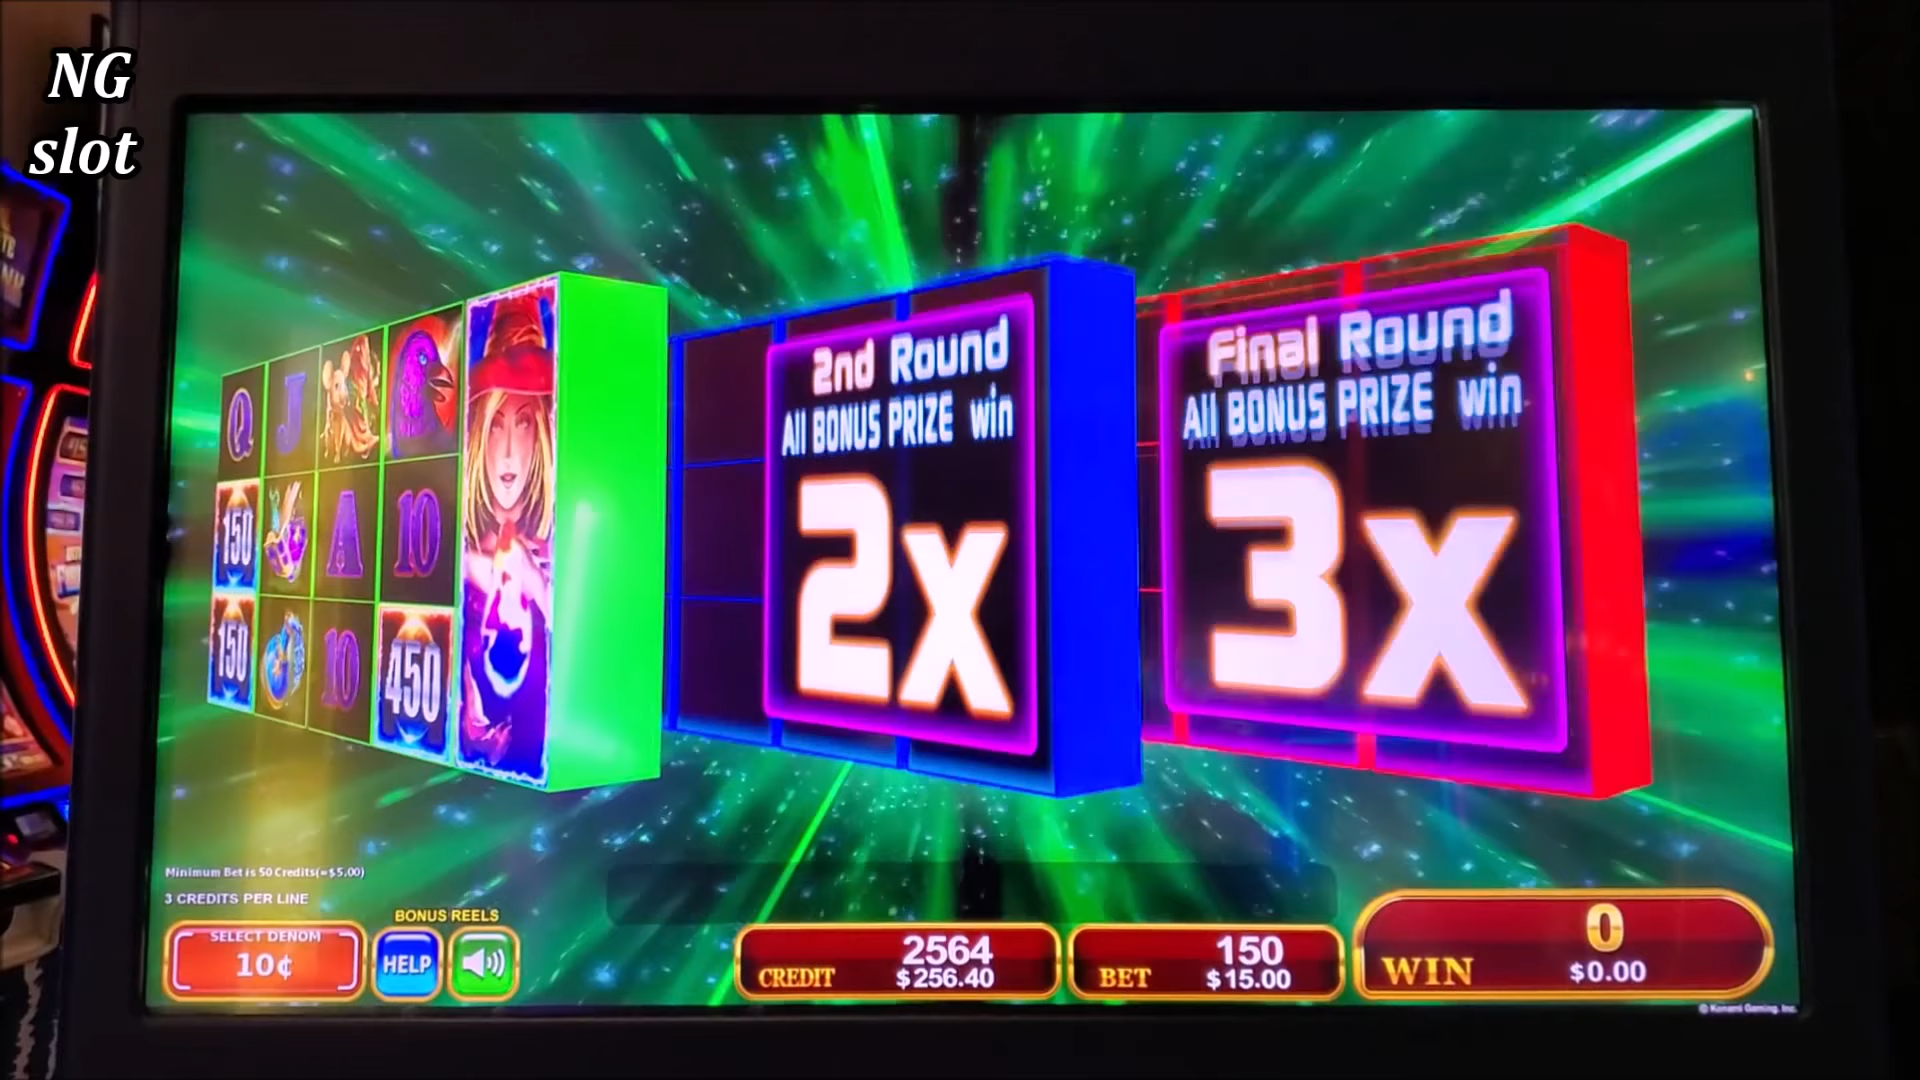 NG
slot
2nd Round
All BONUS PRIZE win
2x
Final Round
All BONUS PRIZE win
3x
Q J
150 A 10
150 10 450
Minimum Bet is 50 Credits(=$5.00)
3 CREDITS PER LINE
BONUS REELS
SELECT DENOM
10¢
HELP
2564
CREDIT $256.40
150
BET $15.00
0
WIN $0.00
© Konami Gaming, Inc.